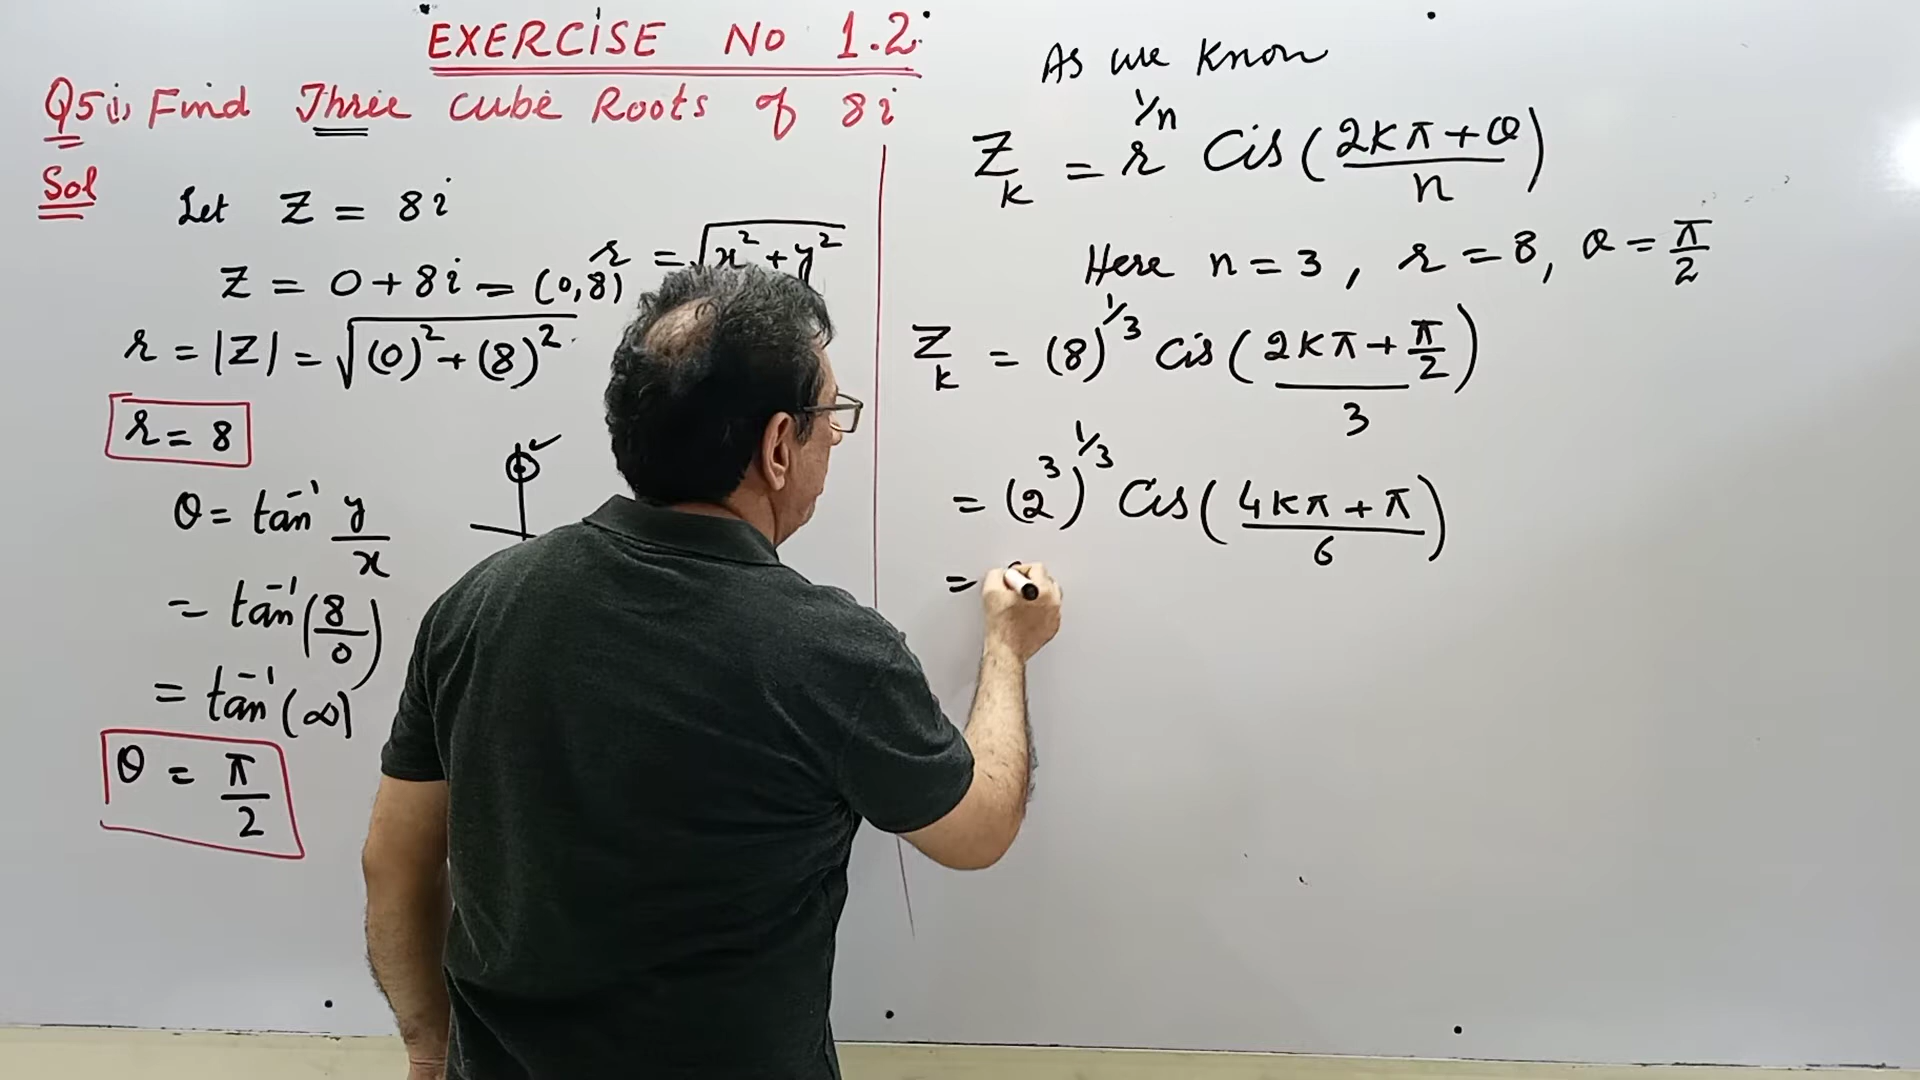 EXERCISE No 1.2
Q5i, Find Three Cube Roots of 8i
Sol
Let Z = 8i
Z = 0 + 8i = (0,8)
r = √(x² + y²)
r = |Z| = √((0)² + (8)²)
r = 8
θ = tan⁻¹ y/x
= tan⁻¹(8/0)
= tan⁻¹(∞)
θ = π/2
As we know
Z_k = r^(1/n) Cis((2kπ + θ)/n)
Here n = 3, r = 8, θ = π/2
Z_k = (8)^(1/3) Cis((2kπ + π/2)/3)
= (2³)^(1/3) Cis((4kπ + π)/6)
=